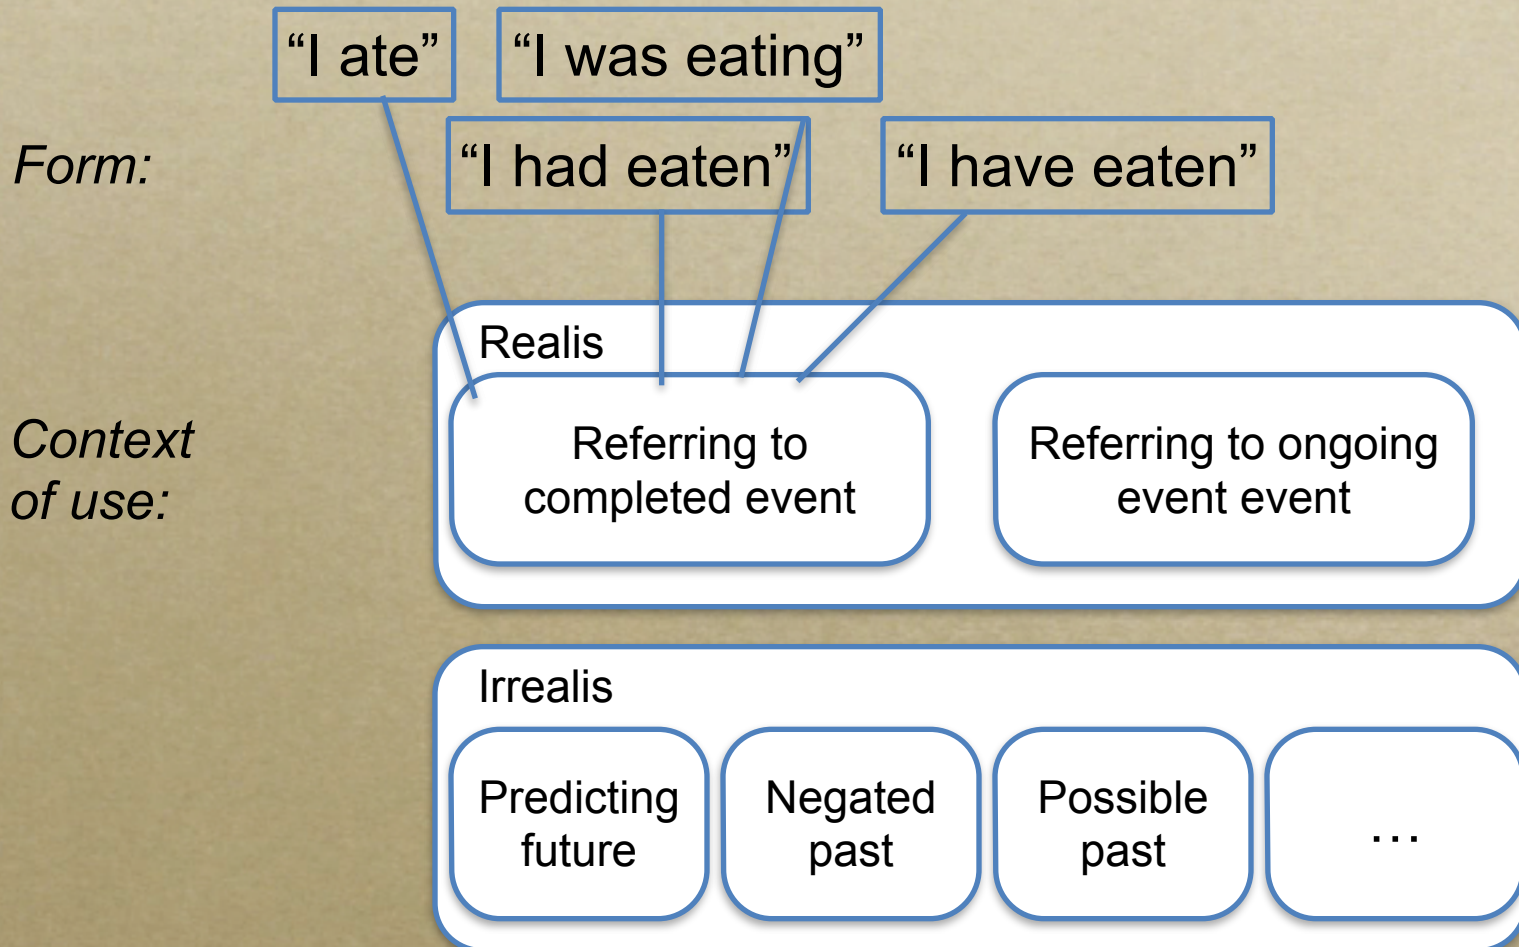 “I ate”
“I was eating”
Form:
“I had eaten”
“I have eaten”
Realis
Context
of use:
Referring to
completed event
Referring to ongoing
event event
Irrealis
Predicting
future
Negated
past
Possible
past
…